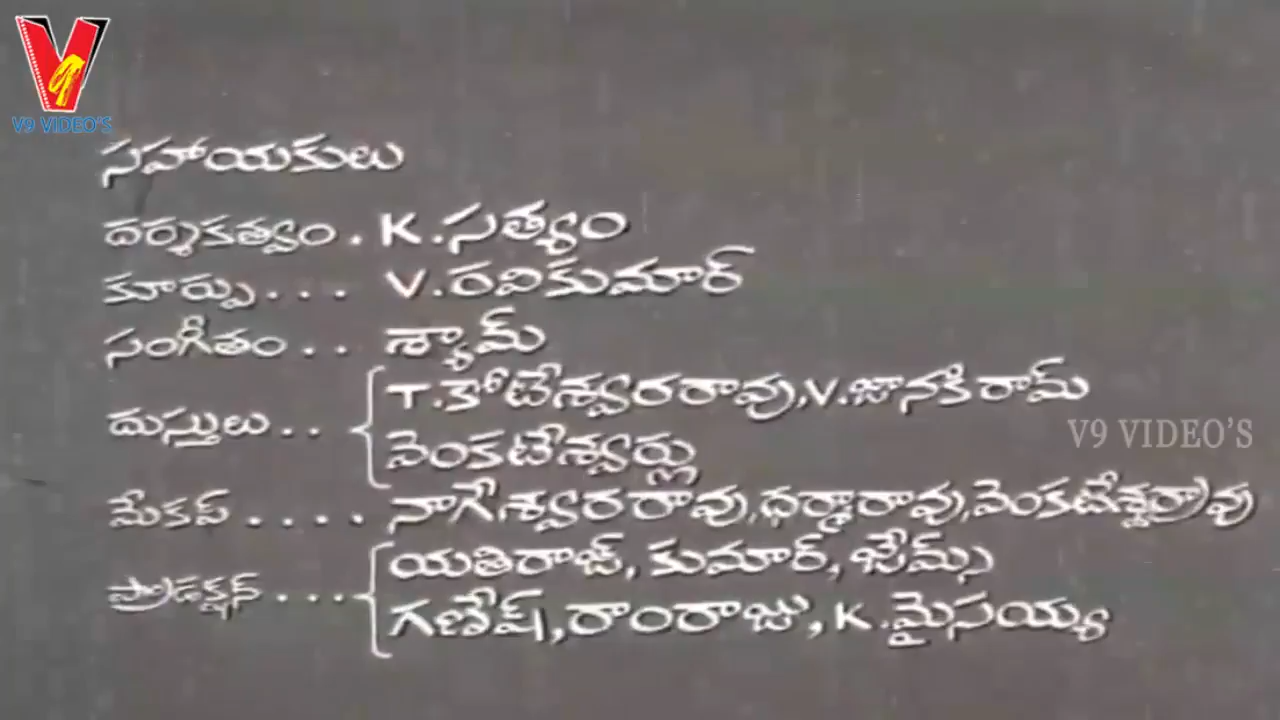 V9 VIDEO'S
సహాయకులు
దర్శకత్వం . K.సత్యం
కూర్పు . . . V.రవికుమార్
సంగీతం . . శ్యామ్
దుస్తులు . . T.కోటేశ్వరరావు,V.జానకిరామ్
వెంకటేశ్వర్లు
V9 VIDEO'S
మేకప్ . . . . నాగేశ్వరరావు,ధర్మారావు,వెంకటేశ్వర్రావు
ప్రొడక్షన్ . . . . యతిరాజ్, కుమార్, జేమ్స్
గణేష్,రాంరాజు, K.మైసయ్య